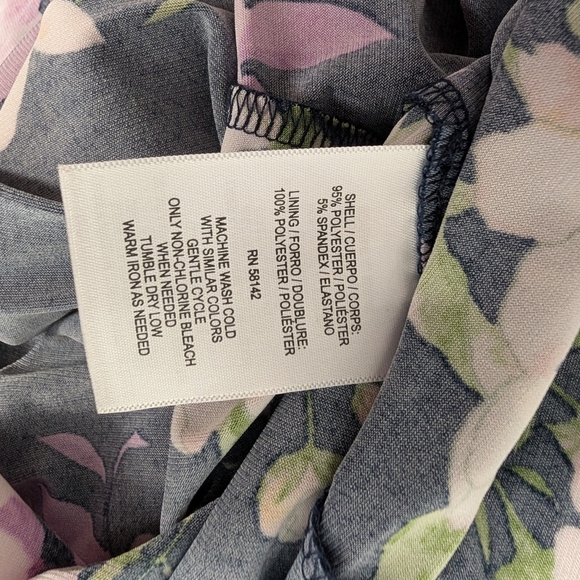 SHELL / CUERPO / CORPS:
95% POLYESTER / POLIÉSTER
5% SPANDEX / ELASTANO
LINING / FORRO / DOUBLURE:
100% POLYESTER / POLIÉSTER
RN 58142
MACHINE WASH COLD
WITH SIMILAR COLORS
GENTLE CYCLE
ONLY NON-CHLORINE BLEACH
WHEN NEEDED
TUMBLE DRY LOW
WARM IRON AS NEEDED